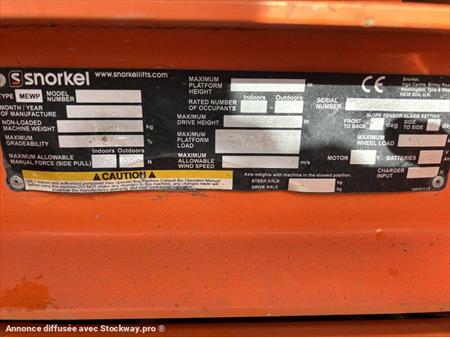 snorkel
www.snorkellifts.com
TYPE MEWP
MODEL NUMBER
MONTH / YEAR OF MANUFACTURE
NON-LOADED MACHINE WEIGHT kg
MAXIMUM GRADEABILITY %
Indoors Outdoors
MAXIMUM ALLOWABLE MANUAL FORCE (SIDE PULL) N
CAUTION
MAXIMUM PLATFORM HEIGHT m
RATED NUMBER OF OCCUPANTS
Indoors Outdoors
MAXIMUM DRIVE HEIGHT m
MAXIMUM PLATFORM LOAD
MAXIMUM ALLOWABLE WIND SPEED m/s
Axle weights with machine in the stowed position.
STEER AXLE kg
DRIVE AXLE kg
CE
Snorkel
SERIAL NUMBER
SLOPE SENSOR ALARM SETTING
FRONT TO BACK deg
SIDE TO SIDE deg
MAXIMUM WHEEL LOAD
MOTOR
BATTERIES
CHARGER INPUT
Annonce diffusée avec Stockway.pro ®